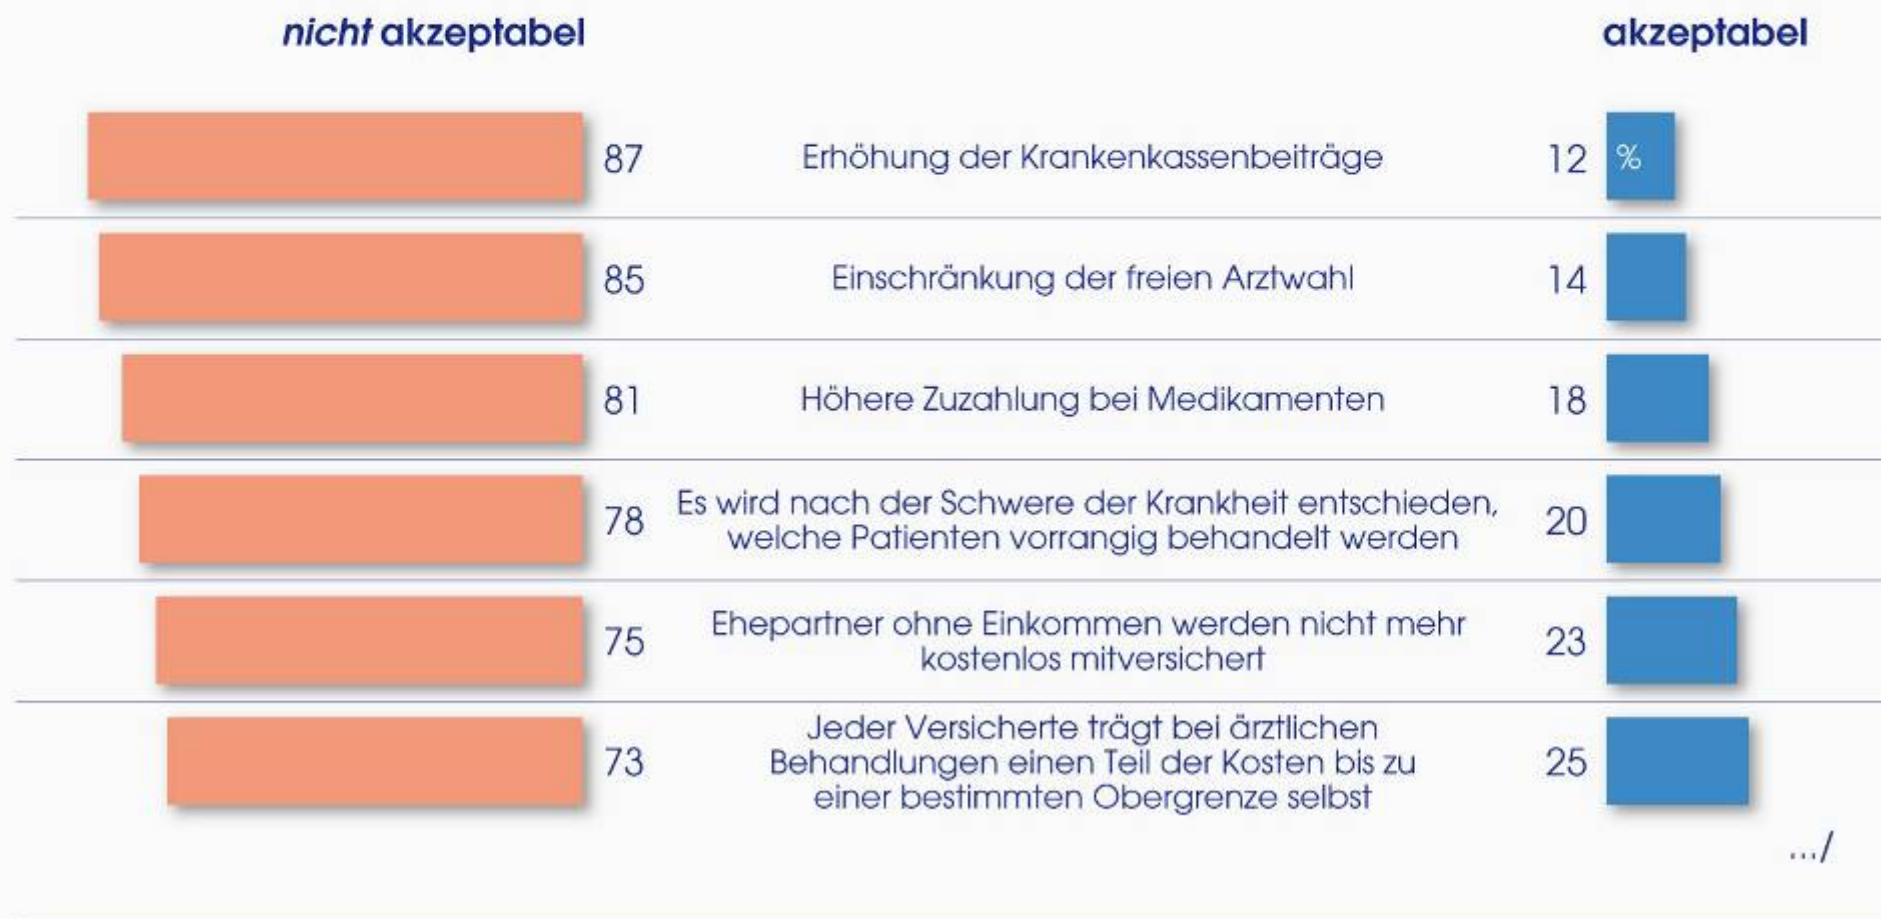 nicht akzeptabel akzeptabel
87 Erhöhung der Krankenkassenbeiträge 12 %
85 Einschränkung der freien Arztwahl 14
81 Höhere Zuzahlung bei Medikamenten 18
78 Es wird nach der Schwere der Krankheit entschieden,
welche Patienten vorrangig behandelt werden 20
75 Ehepartner ohne Einkommen werden nicht mehr
kostenlos mitversichert 23
73 Jeder Versicherte trägt bei ärztlichen
Behandlungen einen Teil der Kosten bis zu
einer bestimmten Obergrenze selbst 25
.../